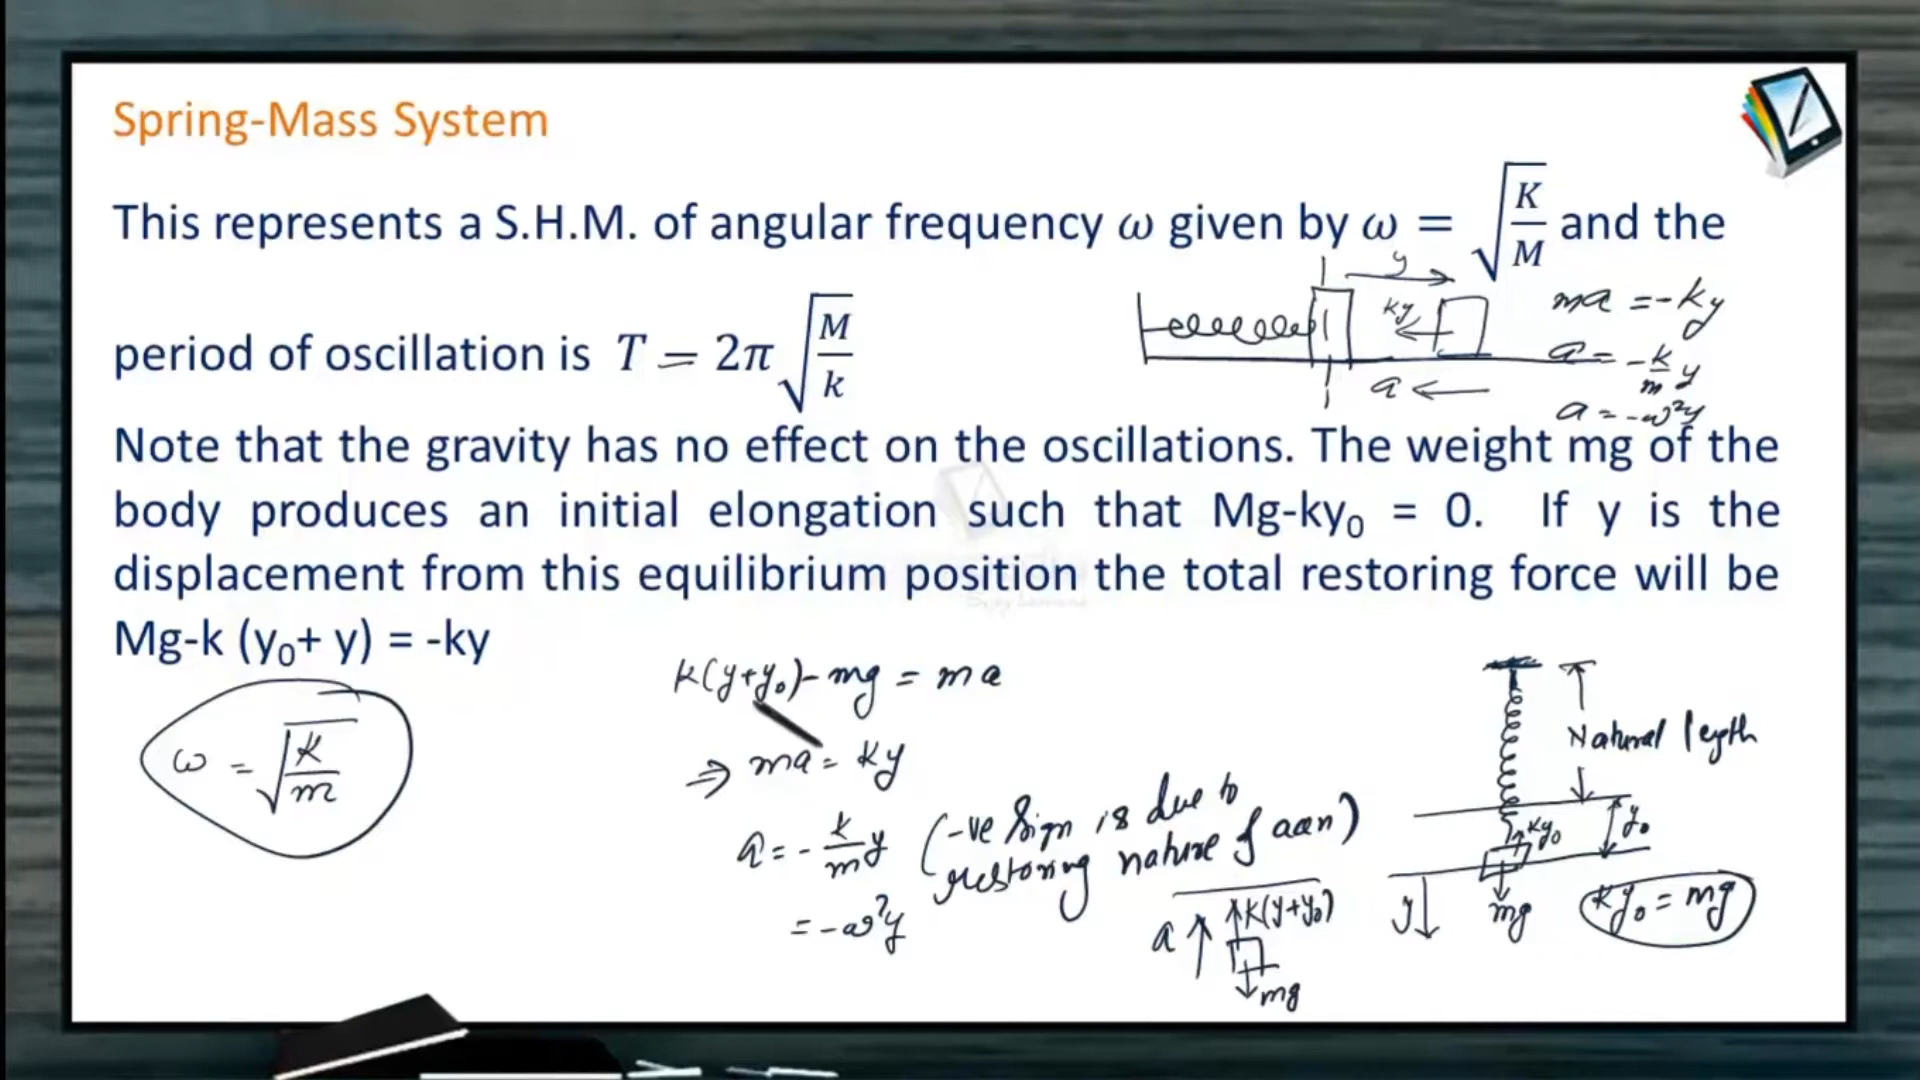 Spring-Mass System
This represents a S.H.M. of angular frequency ω given by ω = √(K/M) and the
period of oscillation is T = 2π √(M/k)
y
ky
a
ma = -ky
a = -k/m y
a = -ω²y
Note that the gravity has no effect on the oscillations. The weight mg of the
body produces an initial elongation such that Mg-ky₀ = 0. If y is the
displacement from this equilibrium position the total restoring force will be
Mg-k (y₀+ y) = -ky
ω = √(k/m)
k(y+y₀)-mg = ma
⇒ ma = ky
a = -k/m y (-ve sign is due to
restoring nature of acan)
= -ω²y
a
k(y+y₀)
mg
Natural legth
y₀
ky₀
y
mg
ky₀ = mg